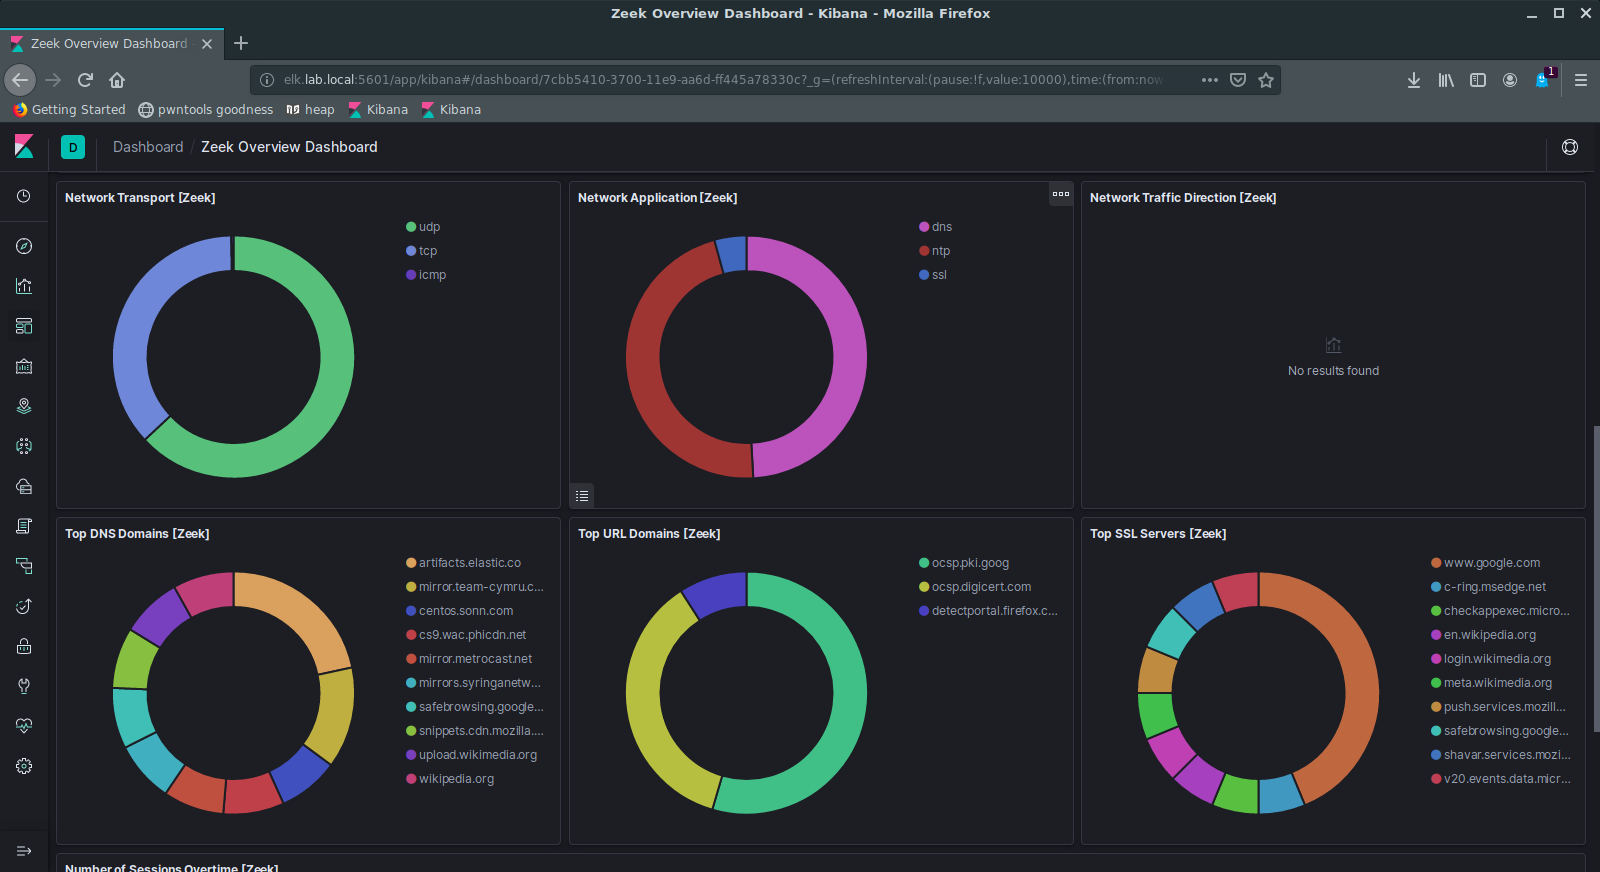 Zeek Overview Dashboard - Kibana - Mozilla Firefox
Zeek Overview Dashboard -
elk.lab.local:5601/app/kibana#/dashboard/7cbb5410-3700-11e9-aa6d-ff445a78330c?_g=(refreshInterval:(pause:!f,value:10000),time:(from:now
1
Getting Started pwntools goodness heap Kibana Kibana
D Dashboard / Zeek Overview Dashboard
Network Transport [Zeek]
udp
tcp
icmp
Network Application [Zeek]
dns
ntp
ssl
Network Traffic Direction [Zeek]
No results found
Top DNS Domains [Zeek]
artifacts.elastic.co
mirror.team-cymru.c...
centos.sonn.com
cs9.wac.phicdn.net
mirror.metrocast.net
mirrors.syringanetw...
safebrowsing.google...
snippets.cdn.mozilla....
upload.wikimedia.org
wikipedia.org
Top URL Domains [Zeek]
ocsp.pki.goog
ocsp.digicert.com
detectportal.firefox.c...
Top SSL Servers [Zeek]
www.google.com
c-ring.msedge.net
checkappexec.micro...
en.wikipedia.org
login.wikimedia.org
meta.wikimedia.org
push.services.mozill...
safebrowsing.google...
shavar.services.mozi...
v20.events.data.micr...
Number of Sessions Overtime [Zeek]